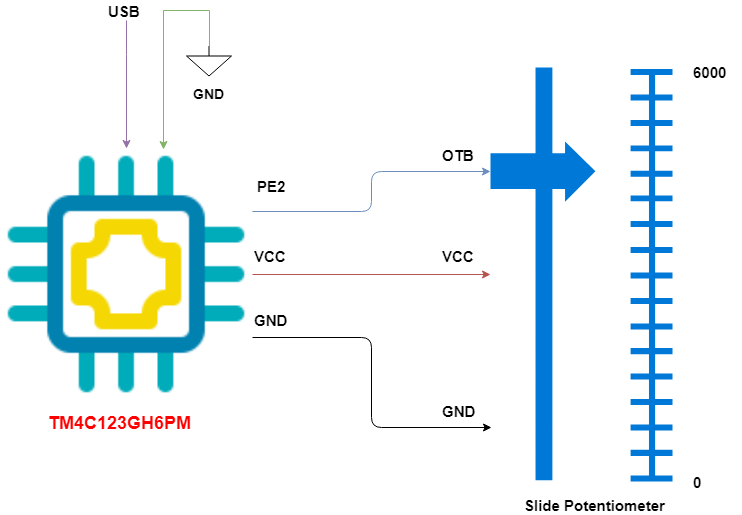 USB
GND
6000
OTB
PE2
VCC
VCC
GND
GND
TM4C123GH6PM
0
Slide Potentiometer